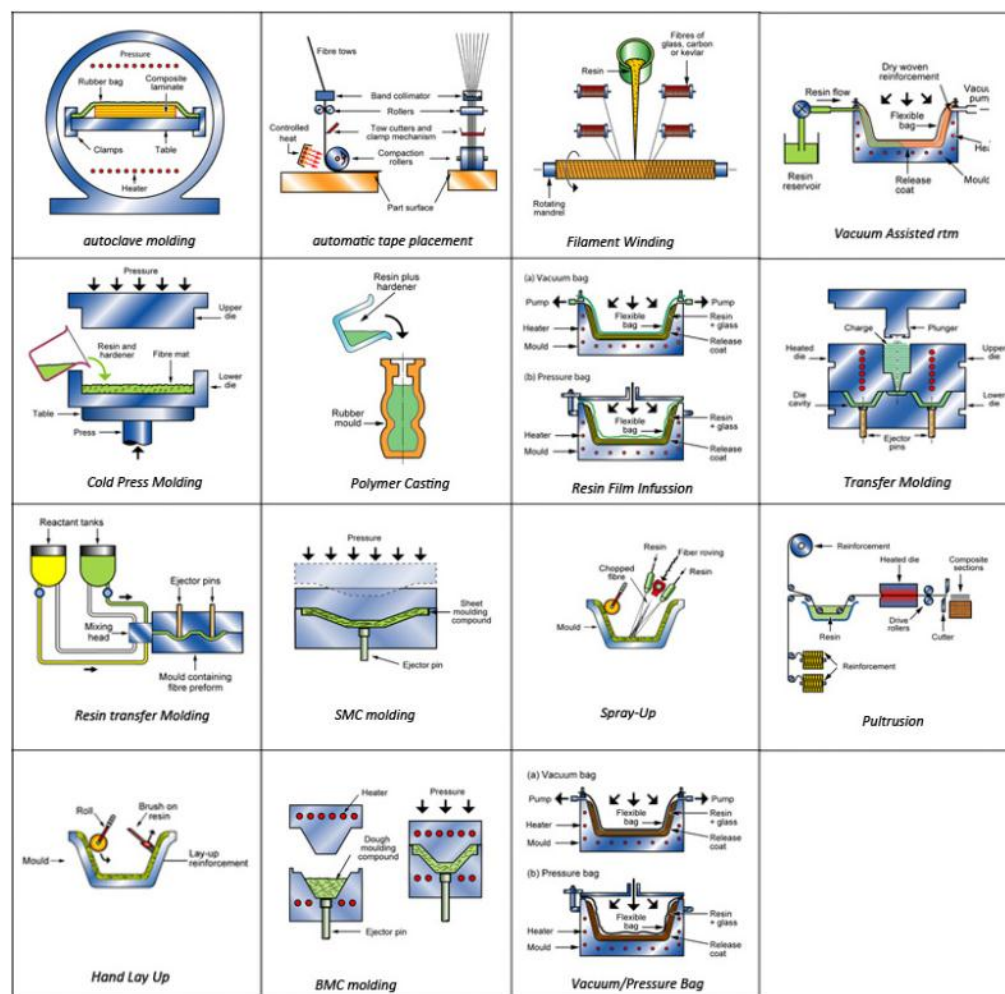 Pressure
Rubber bag
Composite
laminate
Clamps
Table
Heater
autoclave molding
Fibre tows
Band collimator
Rollers
Controlled
heat
Tow cutters and
clamp mechanism
Compaction
rollers
Part surface
automatic tape placement
Resin
Fibres of
glass, carbon
or kevlar
Rotating
mandrel
Filament Winding
Dry woven
reinforcement
Resin flow
Vacuu
pum
Flexible
bag
Hea
Resin
reservoir
Release
coat
Mould
Vacuum Assisted rtm
Pressure
Upper
die
Resin and
hardener
Fibre mat
Lower
die
Table
Press
Cold Press Molding
Resin plus
hardener
Rubber
mould
Polymer Casting
(a) Vacuum bag
Pump
Pump
Flexible
bag
Resin
+ glass
Heater
Mould
Release
coat
(b) Pressure bag
Flexible
bag
Resin
+ glass
Heater
Mould
Release
coat
Resin Film Infussion
Charge
Plunger
Heated
die
Upper
die
Die
cavity
Lower
die
Ejector
pins
Transfer Molding
Reactant tanks
Ejector pins
Mixing
head
Mould containing
fibre preform
Resin transfer Molding
Pressure
Sheet
moulding
compound
Ejector pin
SMC molding
Resin
Fiber roving
Chopped
fibre
Resin
Mould
Spray-Up
Reinforcement
Heated die
Composite
sections
Resin
Drive
rollers
Cutter
Reinforcement
Pultrusion
Roll
Brush on
resin
Mould
Lay-up
reinforcement
Hand Lay Up
Heater
Pressure
Dough
moulding
compound
Ejector pin
BMC molding
(a) Vacuum bag
Pump
Pump
Flexible
bag
Resin
+ glass
Heater
Mould
Release
coat
(b) Pressure bag
Flexible
bag
Resin
+ glass
Heater
Mould
Release
coat
Vacuum/Pressure Bag